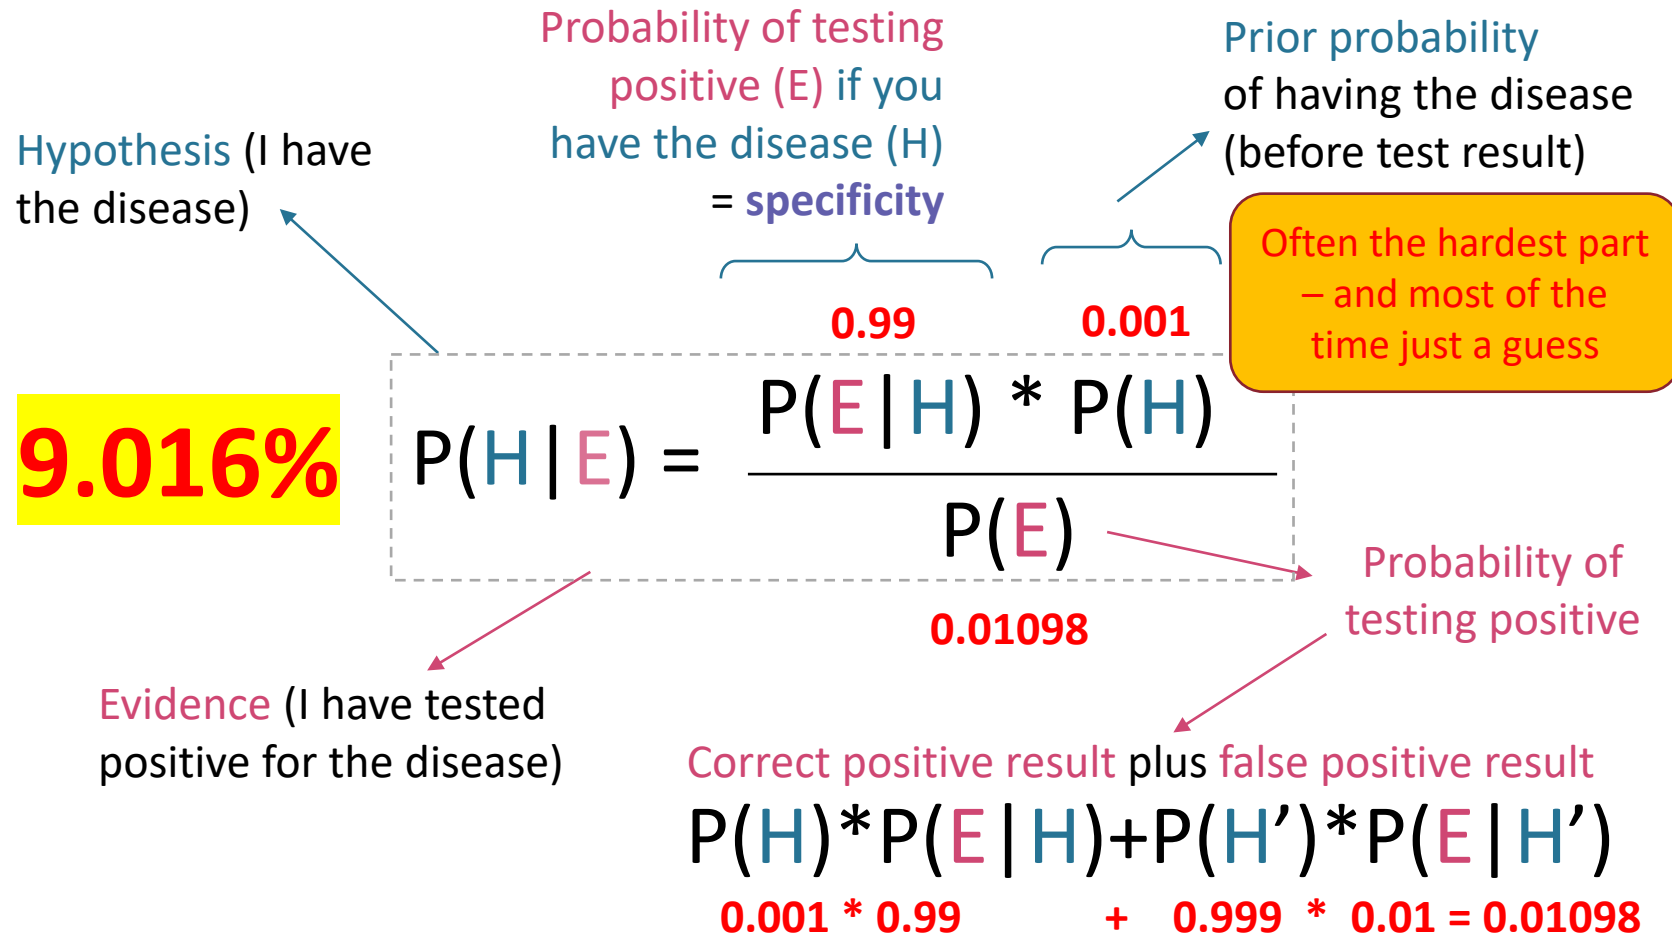 Probability of testing
positive (E) if you
have the disease (H)
= specificity
Prior probability
of having the disease
(before test result)
Hypothesis (I have
the disease)
Often the hardest part
– and most of the
time just a guess
0.99
0.001
9.016%
P(H|E) =
P(E|H) * P(H)
P(E)
0.01098
Probability of
testing positive
Evidence (I have tested
positive for the disease)
Correct positive result plus false positive result
P(H)*P(E|H)+P(H’)*P(E|H’)
0.001 * 0.99 + 0.999 * 0.01 = 0.01098